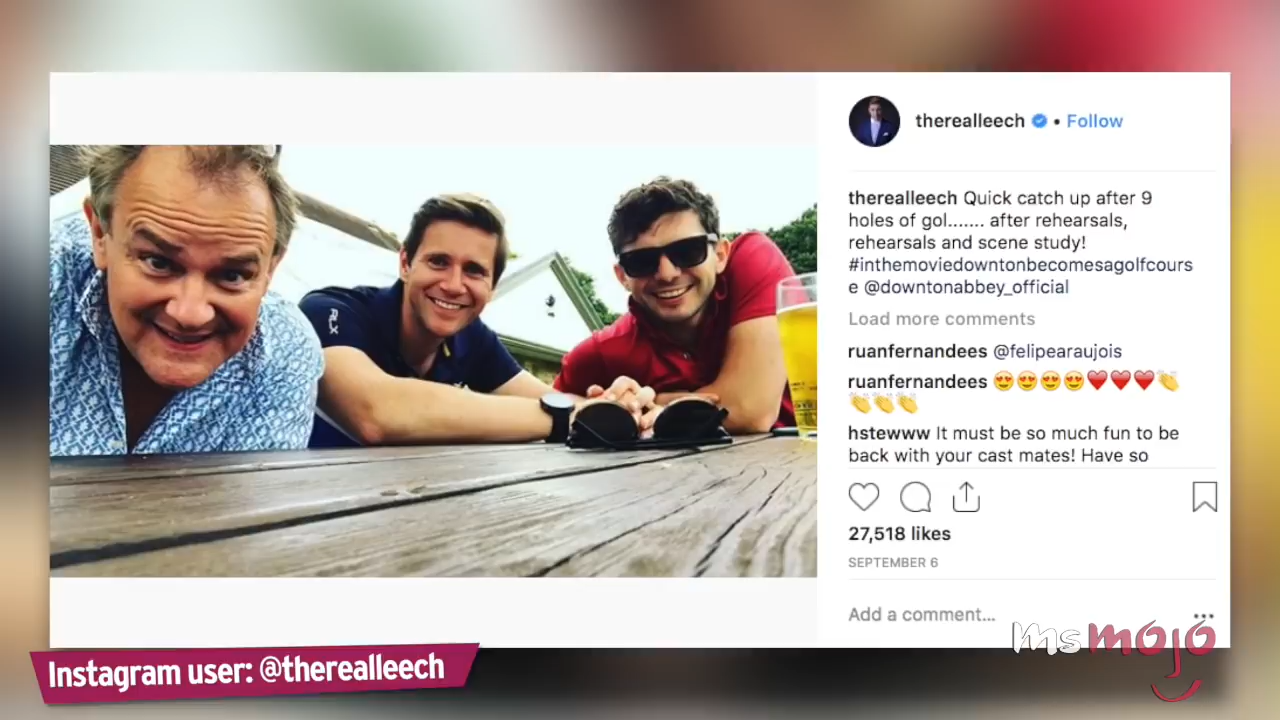 therealleech • Follow
therealleech Quick catch up after 9
holes of gol....... after rehearsals,
rehearsals and scene study!
#inthemoviedowntonbecomesagolfcours
e @downtonabbey_official
Load more comments
ruanfernandees @felipearaujois
ruanfernandees 😍😍😍😍❤️❤️❤️👏
👏👏👏
hstewww It must be so much fun to be
back with your cast mates! Have so
27,518 likes
SEPTEMBER 6
Add a comment...
msmojo
Instagram user: @therealleech
RLX